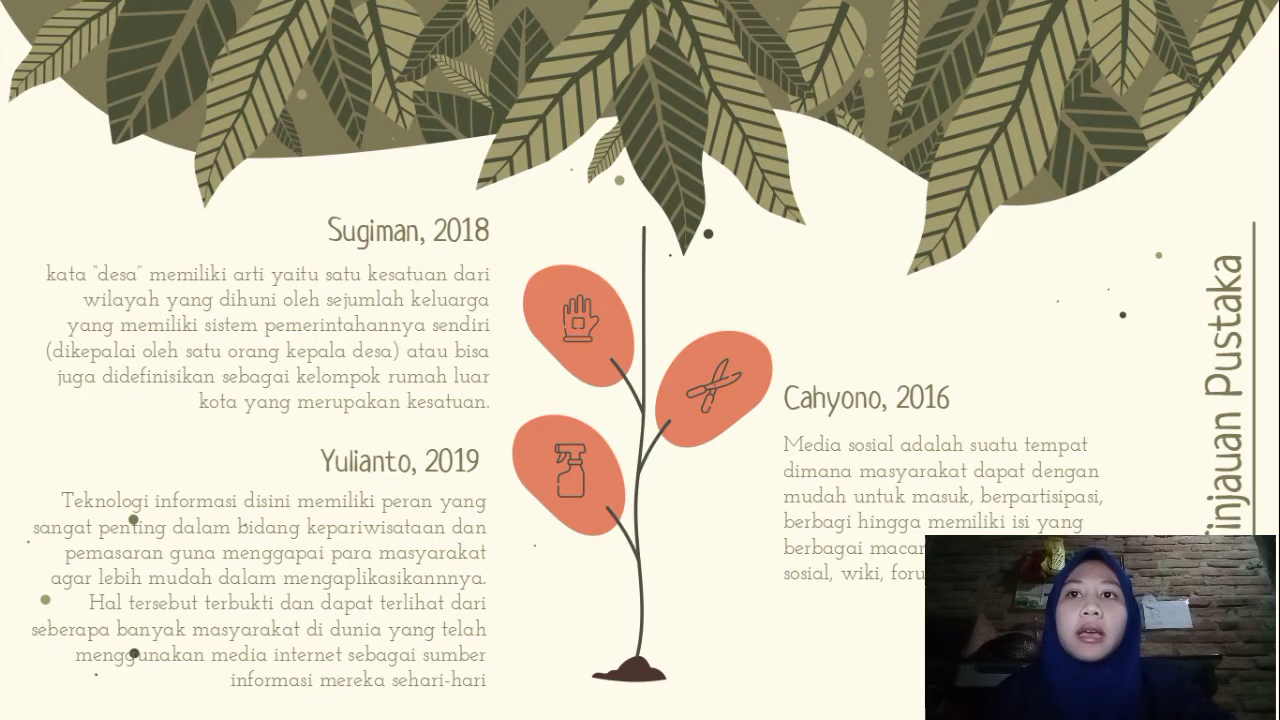 Sugiman, 2018
kata "desa" memiliki arti yaitu satu kesatuan dari
wilayah yang dihuni oleh sejumlah keluarga
yang memiliki sistem pemerintahannya sendiri
(dikepalai oleh satu orang kepala desa) atau bisa
juga didefinisikan sebagai kelompok rumah luar
kota yang merupakan kesatuan.
Yulianto, 2019
Teknologi informasi disini memiliki peran yang
sangat penting dalam bidang kepariwisataan dan
pemasaran guna menggapai para masyarakat
agar lebih mudah dalam mengaplikasikannnya.
Hal tersebut terbukti dan dapat terlihat dari
seberapa banyak masyarakat di dunia yang telah
menggunakan media internet sebagai sumber
informasi mereka sehari-hari
Cahyono, 2016
Media sosial adalah suatu tempat
dimana masyarakat dapat dengan
mudah untuk masuk, berpartisipasi,
berbagi hingga memiliki isi yang
berbagai macam
sosial, wiki, foru
injauan Pustaka